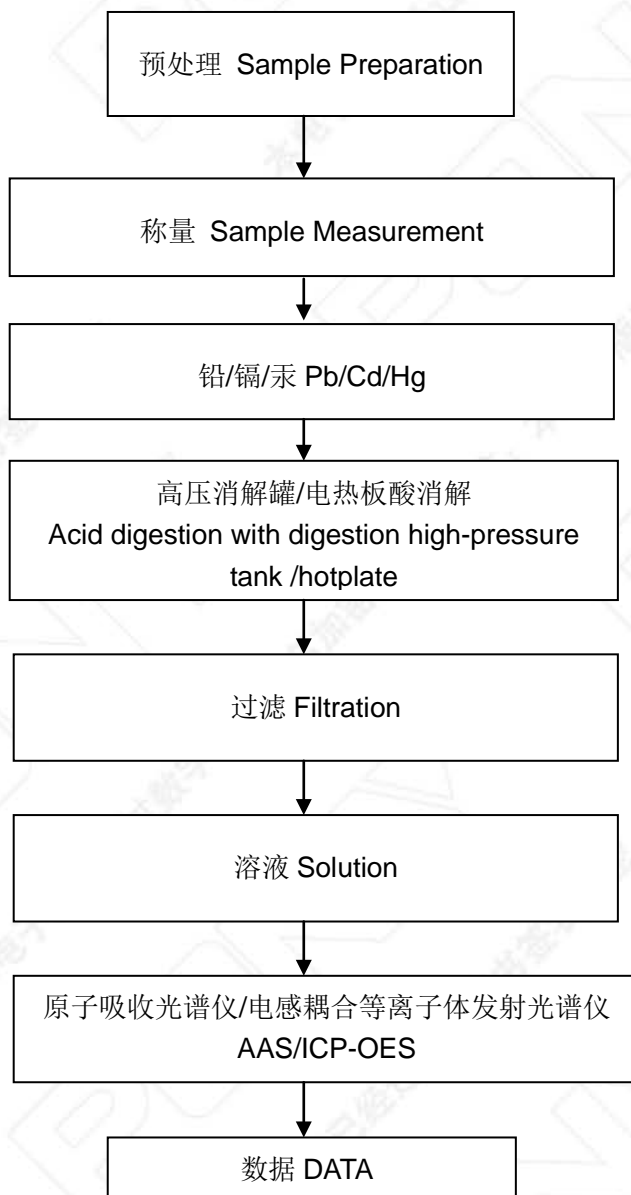 预处理 Sample Preparation
称量 Sample Measurement
铅/镉/汞 Pb/Cd/Hg
高压消解罐/电热板酸消解
Acid digestion with digestion high-pressure
tank /hotplate
过滤 Filtration
溶液 Solution
原子吸收光谱仪/电感耦合等离子体发射光谱仪
AAS/ICP-OES
数据 DATA